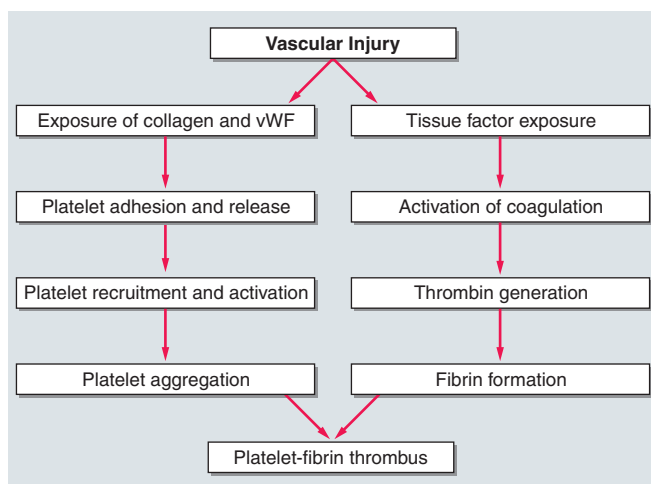 Vascular Injury
Exposure of collagen and vWF
Tissue factor exposure
Platelet adhesion and release
Activation of coagulation
Platelet recruitment and activation
Thrombin generation
Platelet aggregation
Fibrin formation
Platelet-fibrin thrombus